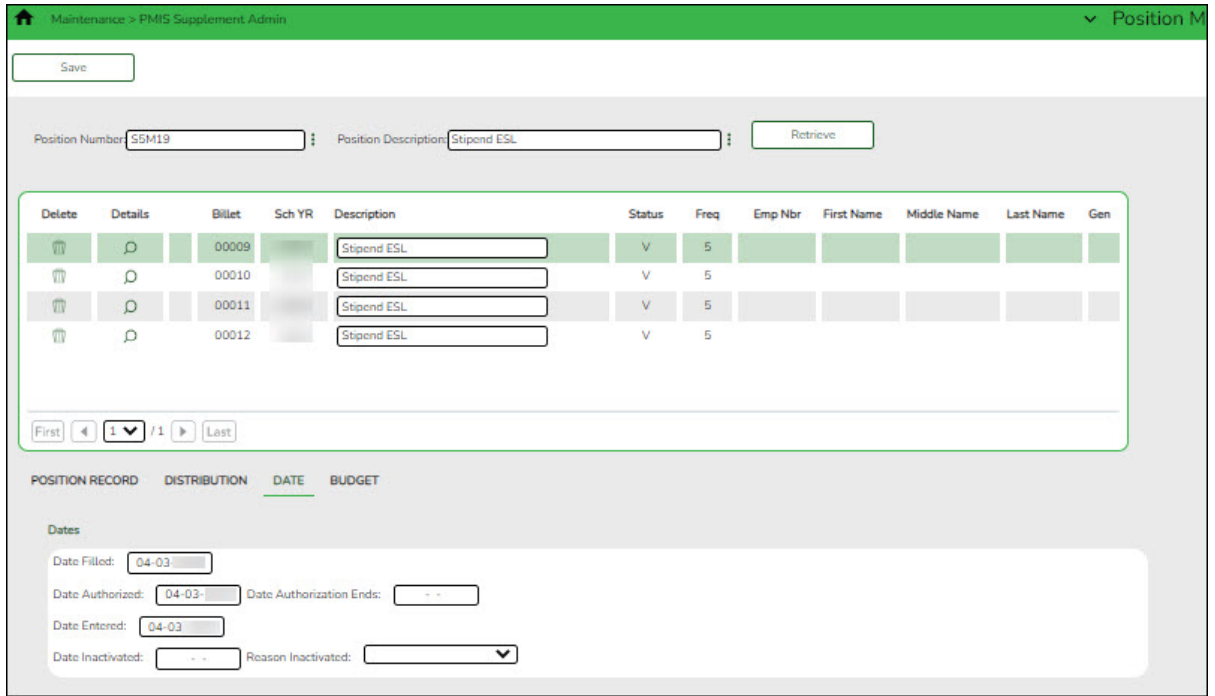 Maintenance > PMIS Supplement Admin Position M
Save
Position Number: S5M19 Position Description: Stipend ESL Retrieve
Delete Details Billet Sch YR Description Status Freq Emp Nbr First Name Middle Name Last Name Gen
00009 Stipend ESL V 5
00010 Stipend ESL V 5
00011 Stipend ESL V 5
00012 Stipend ESL V 5
First 1 / 1 Last
POSITION RECORD DISTRIBUTION DATE BUDGET
Dates
Date Filled: 04-03-
Date Authorized: 04-03- Date Authorization Ends: - -
Date Entered: 04-03
Date Inactivated: - - Reason Inactivated: